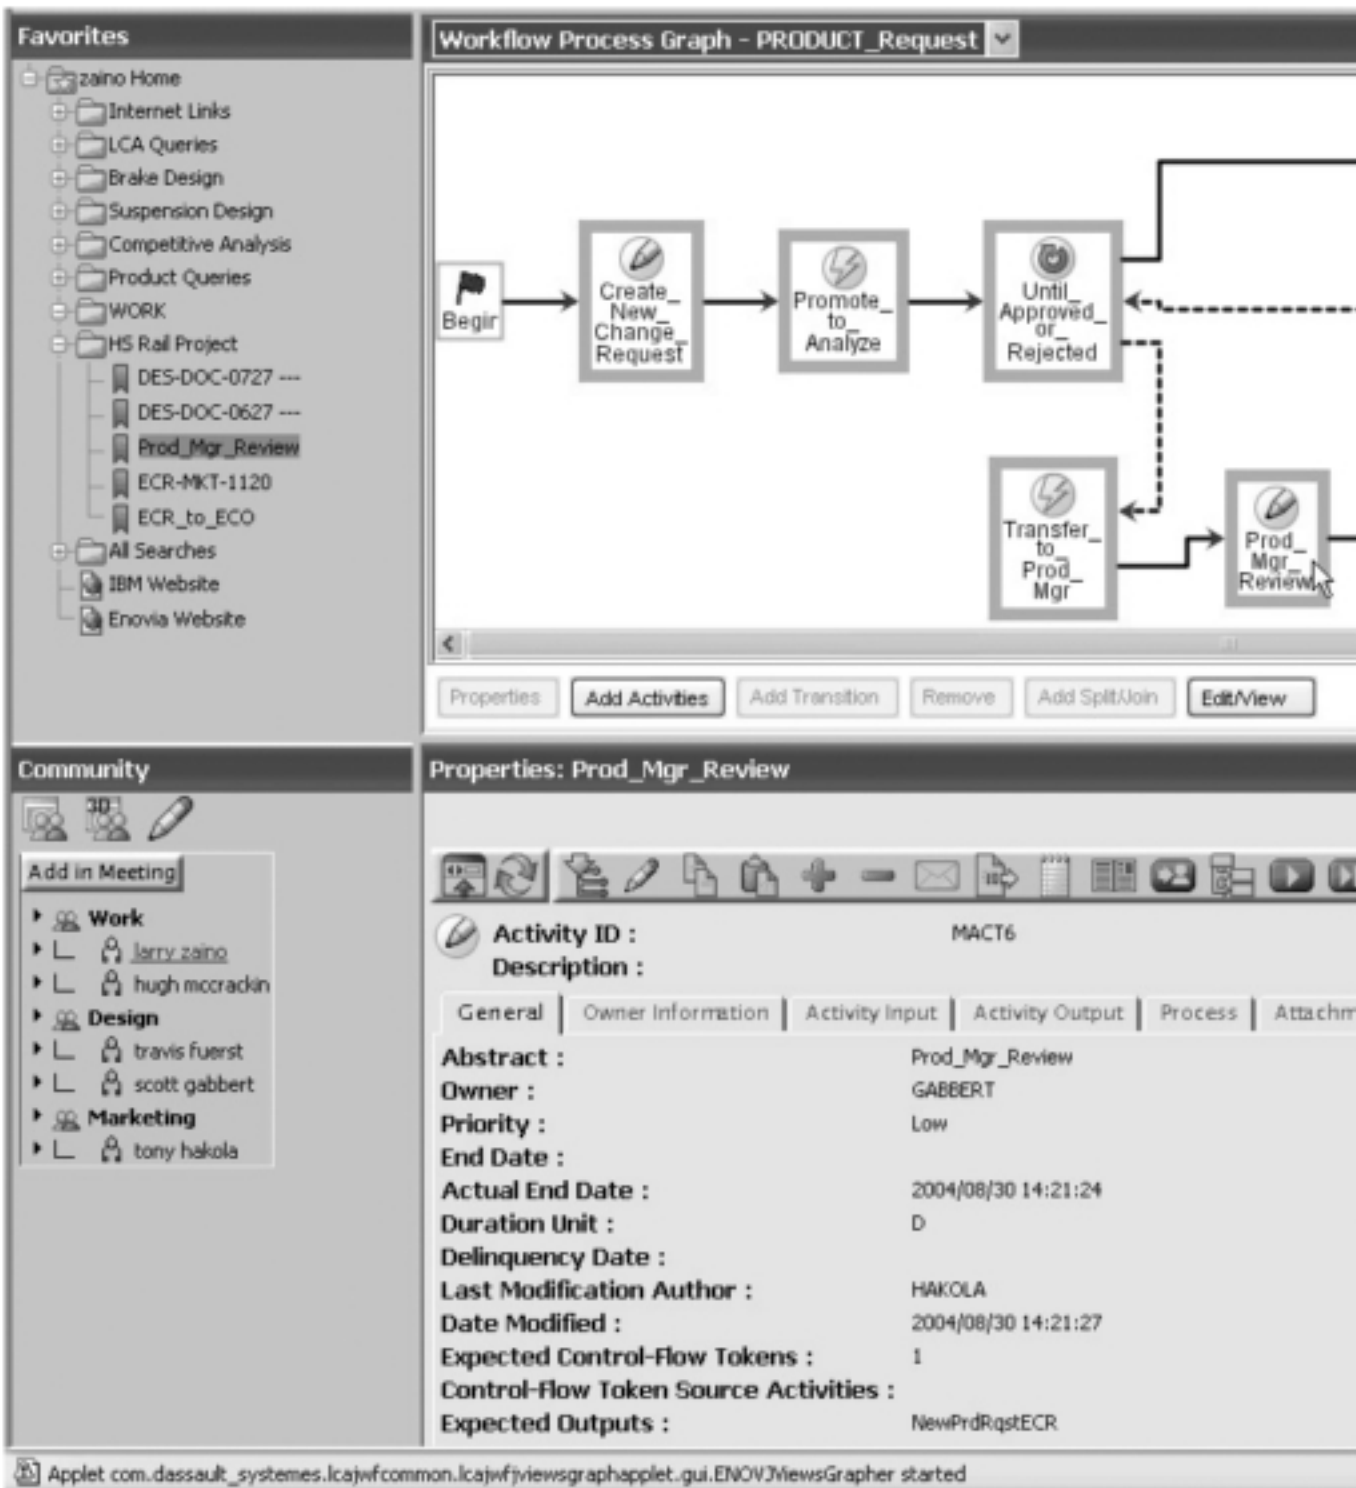 Favorites
zaino Home
Internet Links
LCA Queries
Brake Design
Suspension Design
Competitive Analysis
Product Queries
WORK
HS Rail Project
DES-DOC-0727 ---
DES-DOC-0627 ---
Prod_Mgr_Review
ECR-MKT-1120
ECR_to_ECO
All Searches
IBM Website
Enovia Website
Workflow Process Graph - PRODUCT_Request
Begin
Create_
New_
Change_
Request
Promote_
to_
Analyze
Until_
Approved_
or_
Rejected
Transfer_
to_
Prod_
Mgr
Prod_
Mgr_
Review
Properties
Add Activities
Add Transition
Remove
Add Split/Join
Edit/View
Community
3D
Add in Meeting
Work
larry zaino
hugh mccrackin
Design
travis fuerst
scott gabbert
Marketing
tony hakola
Properties: Prod_Mgr_Review
Activity ID : MACT6
Description :
General Owner Information Activity Input Activity Output Process Attachm
Abstract : Prod_Mgr_Review
Owner : GABBERT
Priority : Low
End Date :
Actual End Date : 2004/08/30 14:21:24
Duration Unit : D
Delinquency Date :
Last Modification Author : HAKOLA
Date Modified : 2004/08/30 14:21:27
Expected Control-Flow Tokens : 1
Control-Flow Token Source Activities :
Expected Outputs : NewPrdRqstECR
Applet com.dassault_systemes.lcajwfcommon.lcajwfjviewsgraphapplet.gui.ENOVJViewsGrapher started